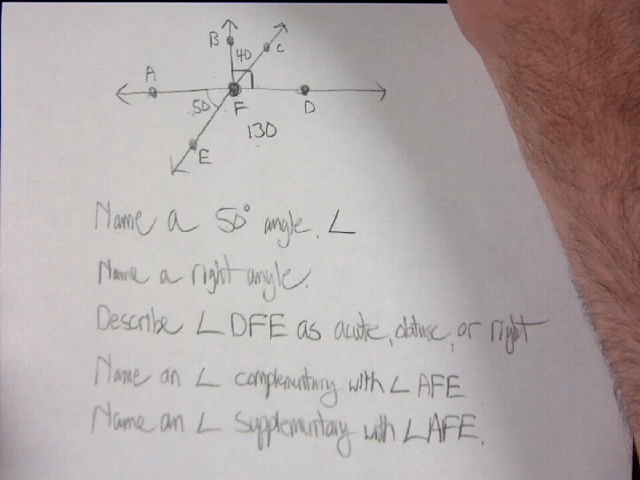 B
C
40
A
50
F
D
130
E
Name a 50° angle. ∠
Name a right angle.
Describe ∠DFE as acute, obtuse, or right
Name an ∠ complementary with ∠AFE
Name an ∠ supplementary with ∠AFE.